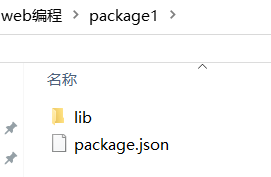 web编程 > package1 >
名称
lib
package.json